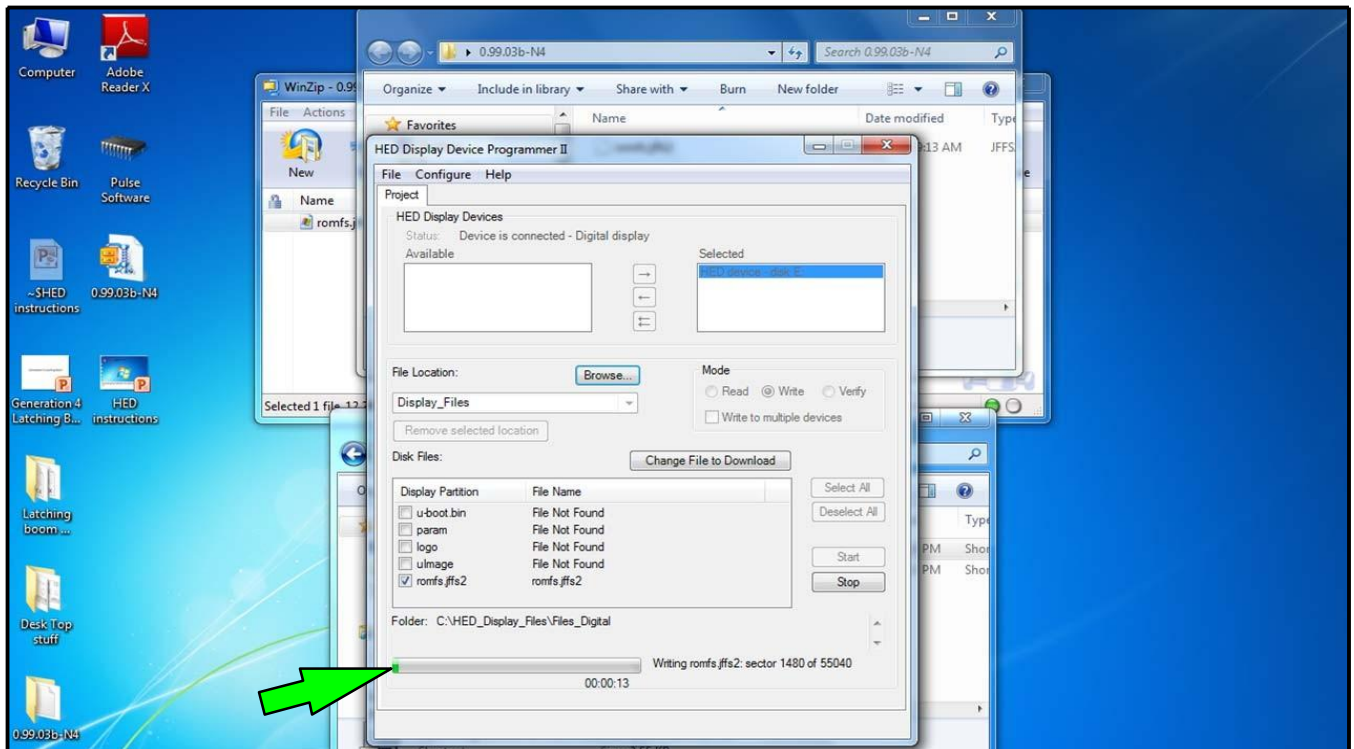 Computer
Adobe
Reader X
Recycle Bin
Pulse
Software
~$HED
instructions
0.99.03b-N4
Generation 4
Latching B...
HED
instructions
Latching
boom ...
Desk Top
stuff
0.99.03b-N4
WinZip - 0.99
File Actions
New
Name
romfs.j
Selected 1 file,
0.99.03b-N4
Search 0.99.03b-N4
Organize
Include in library
Share with
Burn
New folder
Favorites
Name
Date modified
Type
9:13 AM
JFFS
HED Display Device Programmer II
File Configure Help
Project
HED Display Devices
Status: Device is connected - Digital display
Available
Selected
HED device - disk E:
File Location:
Browse...
Display_Files
Remove selected location
Mode
Read Write Verify
Write to multiple devices
Disk Files:
Change File to Download
Display Partition File Name
u-boot.bin File Not Found
param File Not Found
logo File Not Found
uImage File Not Found
romfs.jffs2 romfs.jffs2
Select All
Deselect All
Start
Stop
Folder: C:\HED_Display_Files\Files_Digital
Writing romfs.jffs2: sector 1480 of 55040
00:00:13
Type
PM Shor
PM Shor